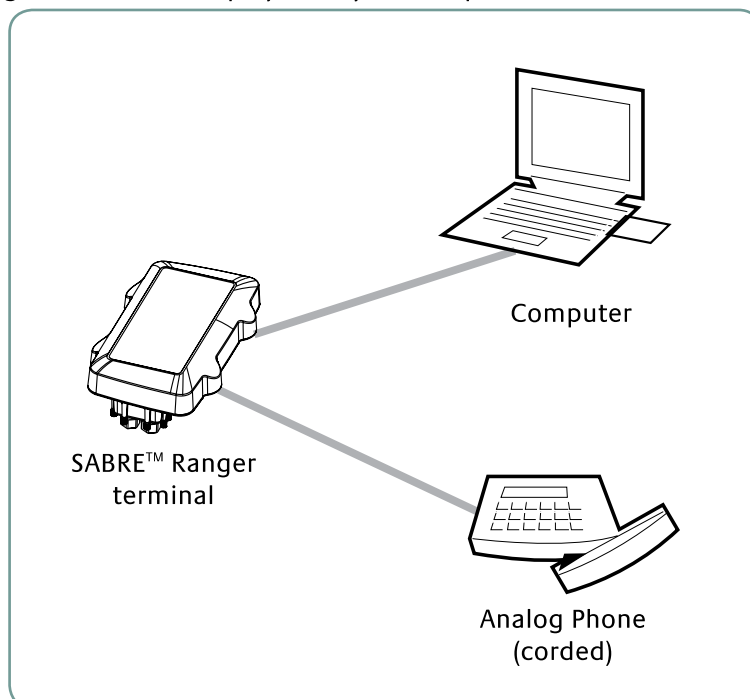 Computer
SABRE™ Ranger
terminal
Analog Phone
(corded)